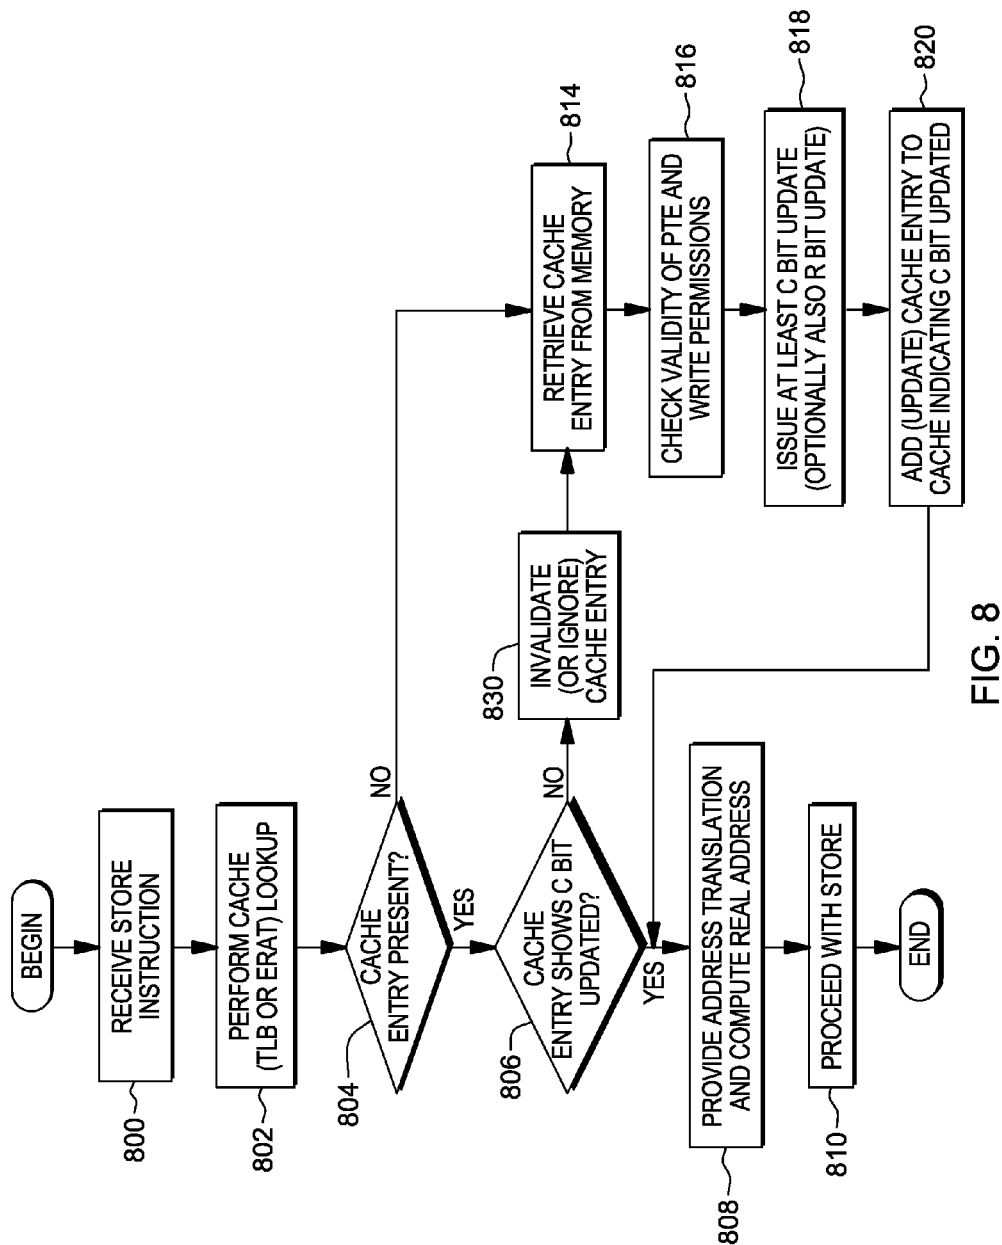 BEGIN
RECEIVE STORE
INSTRUCTION
800
PERFORM CACHE
(TLB OR ERAT) LOOKUP
802
CACHE
ENTRY PRESENT?
804
NO
YES
CACHE
ENTRY SHOWS C BIT
UPDATED?
806
NO
YES
INVALIDATE
(OR IGNORE)
CACHE ENTRY
830
RETRIEVE CACHE
ENTRY FROM MEMORY
814
CHECK VALIDITY OF PTE AND
WRITE PERMISSIONS
816
ISSUE AT LEAST C BIT UPDATE
(OPTIONALLY ALSO R BIT UPDATE)
818
ADD (UPDATE) CACHE ENTRY TO
CACHE INDICATING C BIT UPDATED
820
PROVIDE ADDRESS TRANSLATION
AND COMPUTE REAL ADDRESS
808
PROCEED WITH STORE
810
END
FIG. 8